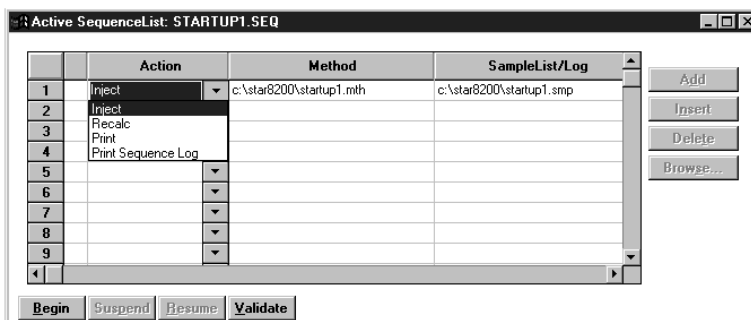 Active SequenceList: STARTUP1.SEQ
Action Method SampleList/Log
1 Inject c:\star8200\startup1.mth c:\star8200\startup1.smp
2 Inject
3 Recalc
Print
4 Print Sequence Log
5
6
7
8
9
Add
Insert
Delete
Browse...
Begin Suspend Resume Validate